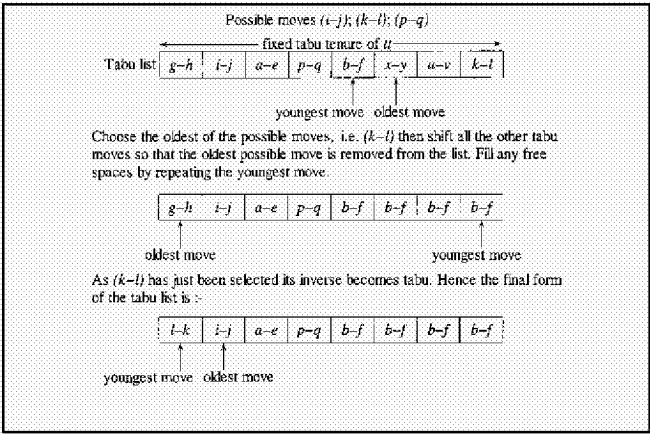 Possible moves (i–j); (k–l); (p–q)
fixed tabu tenure of u
Tabu list g–h i–j a–e p–q b–f x–y u–v k–l
youngest move oldest move
Choose the oldest of the possible moves, i.e. (k–l) then shift all the other tabu
moves so that the oldest possible move is removed from the list. Fill any free
spaces by repeating the youngest move.
g–h i–j a–e p–q b–f b–f b–f b–f
oldest move youngest move
As (k–l) has just been selected its inverse becomes tabu. Hence the final form
of the tabu list is :-
l–k i–j a–e p–q b–f b–f b–f b–f
youngest move oldest move